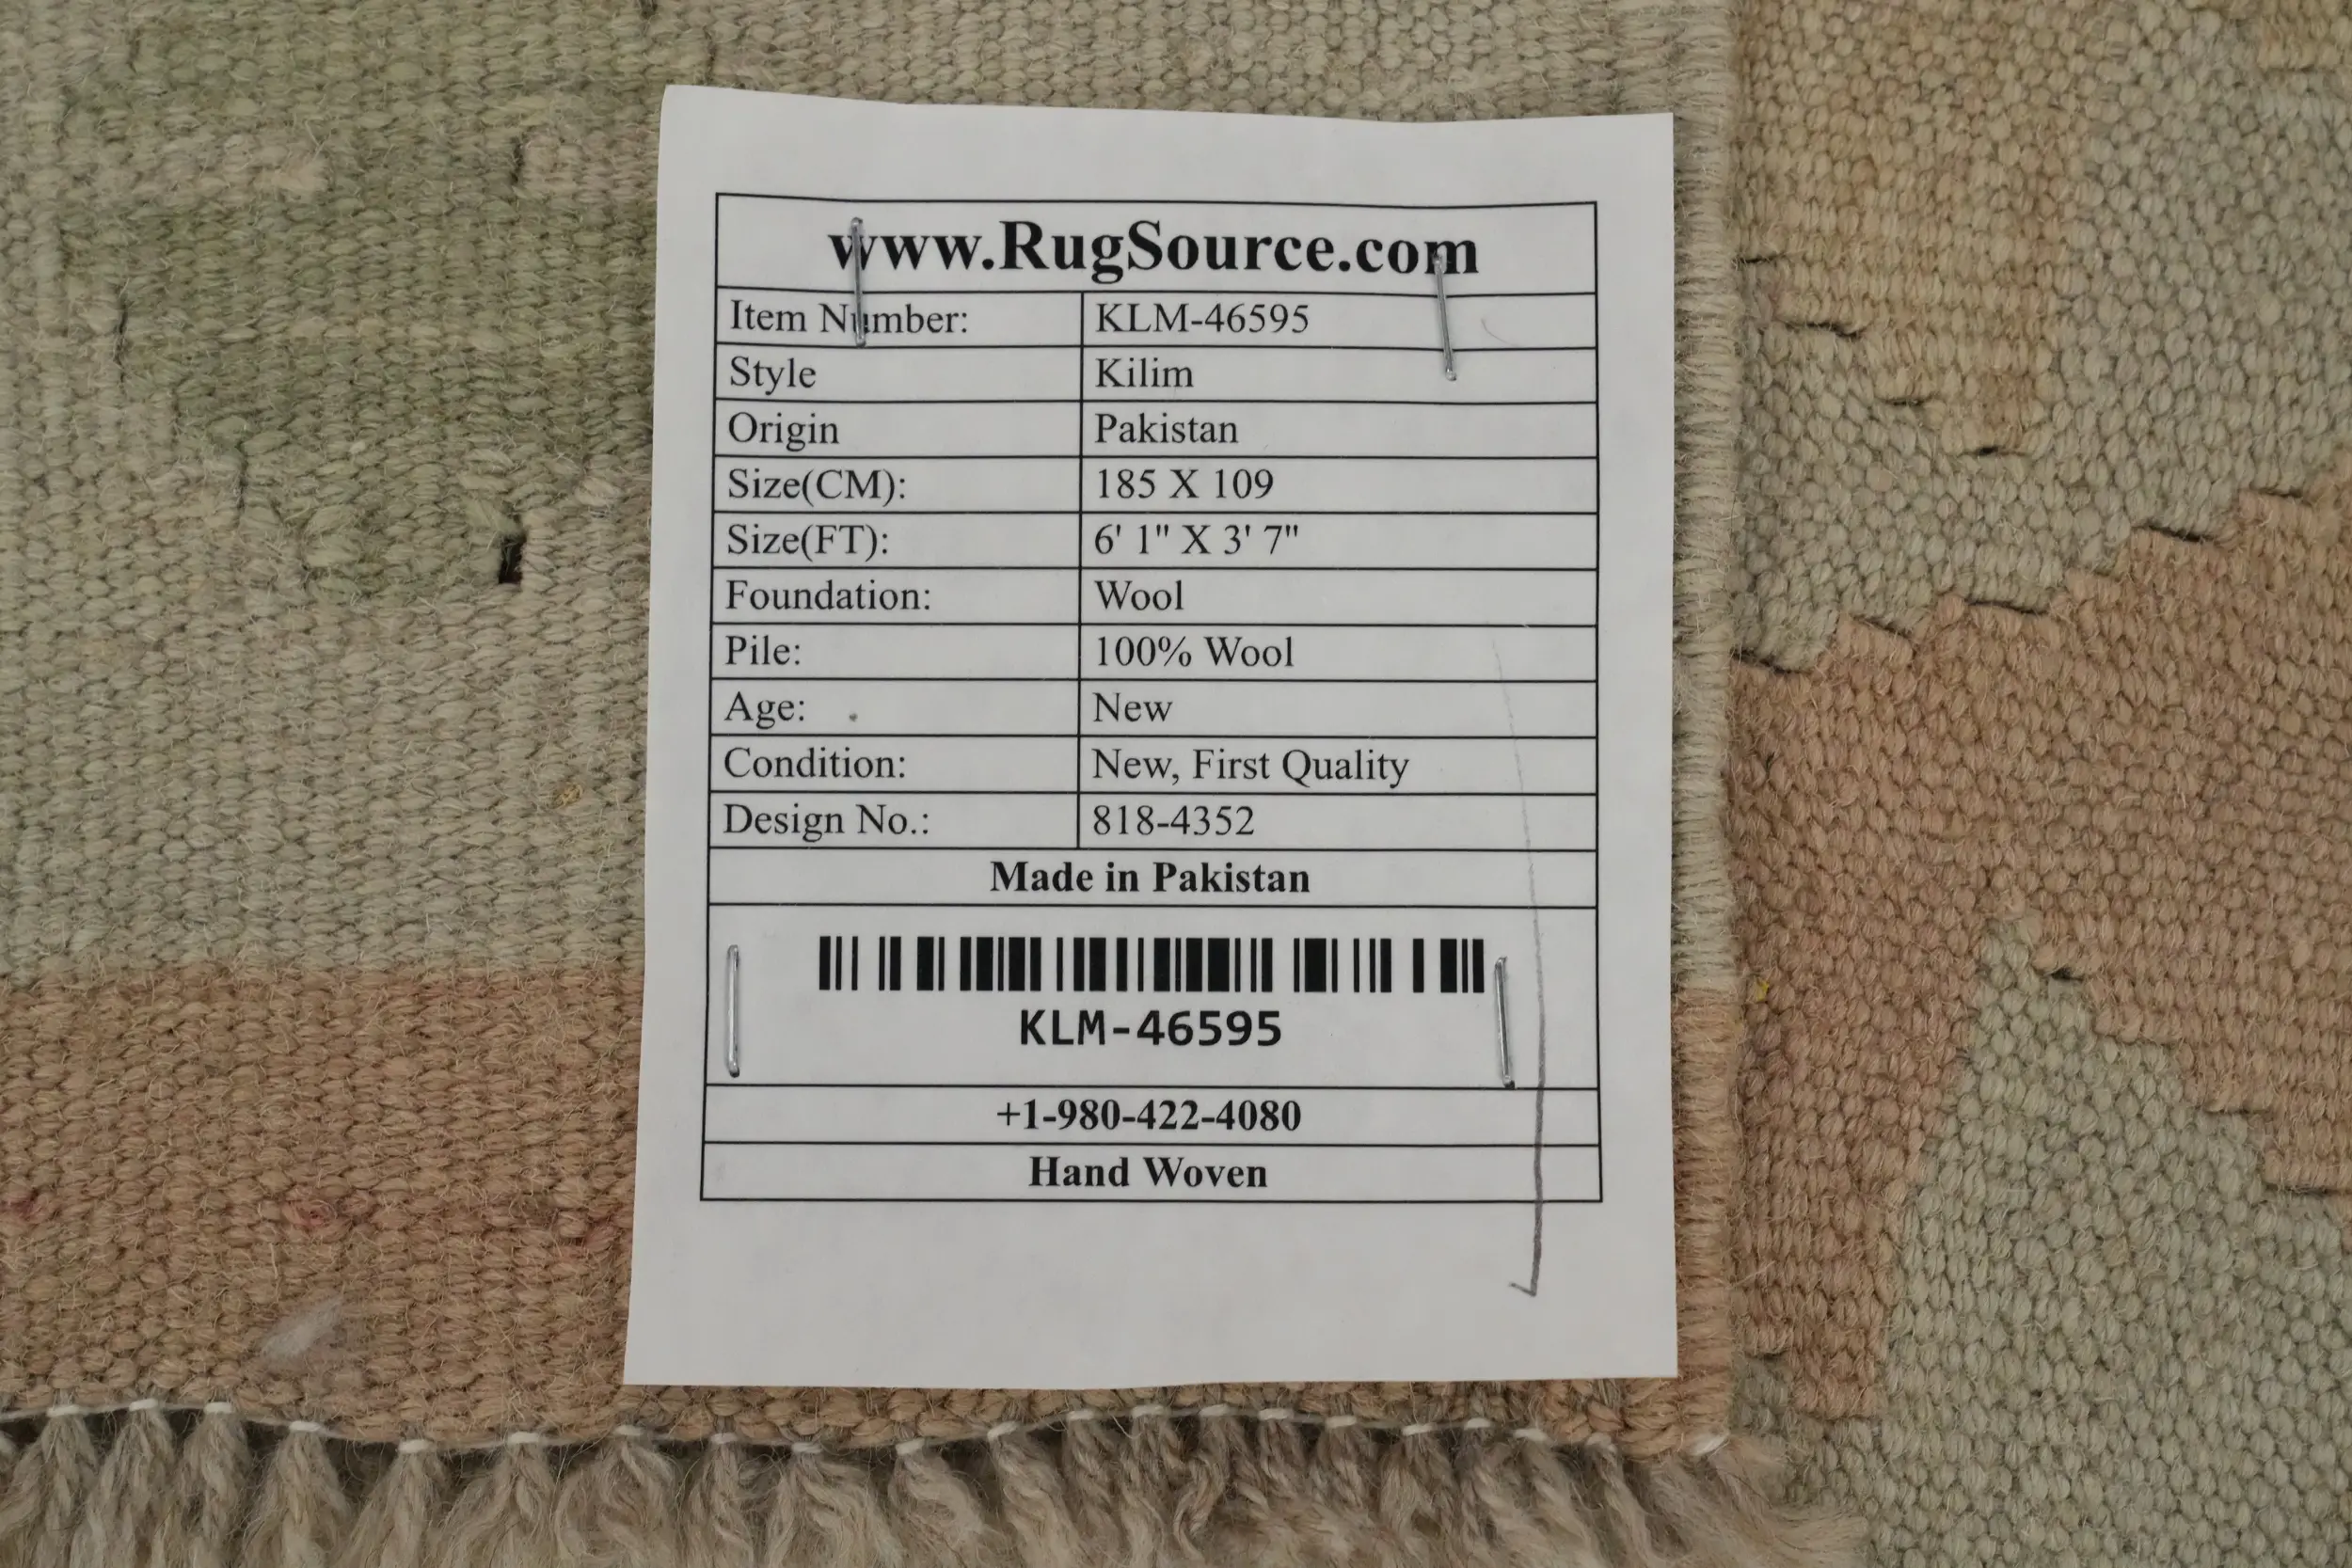 www.RugSource.com
Item Number: KLM-46595
Style Kilim
Origin Pakistan
Size(CM): 185 X 109
Size(FT): 6' 1" X 3' 7"
Foundation: Wool
Pile: 100% Wool
Age: New
Condition: New, First Quality
Design No.: 818-4352
Made in Pakistan
KLM-46595
+1-980-422-4080
Hand Woven